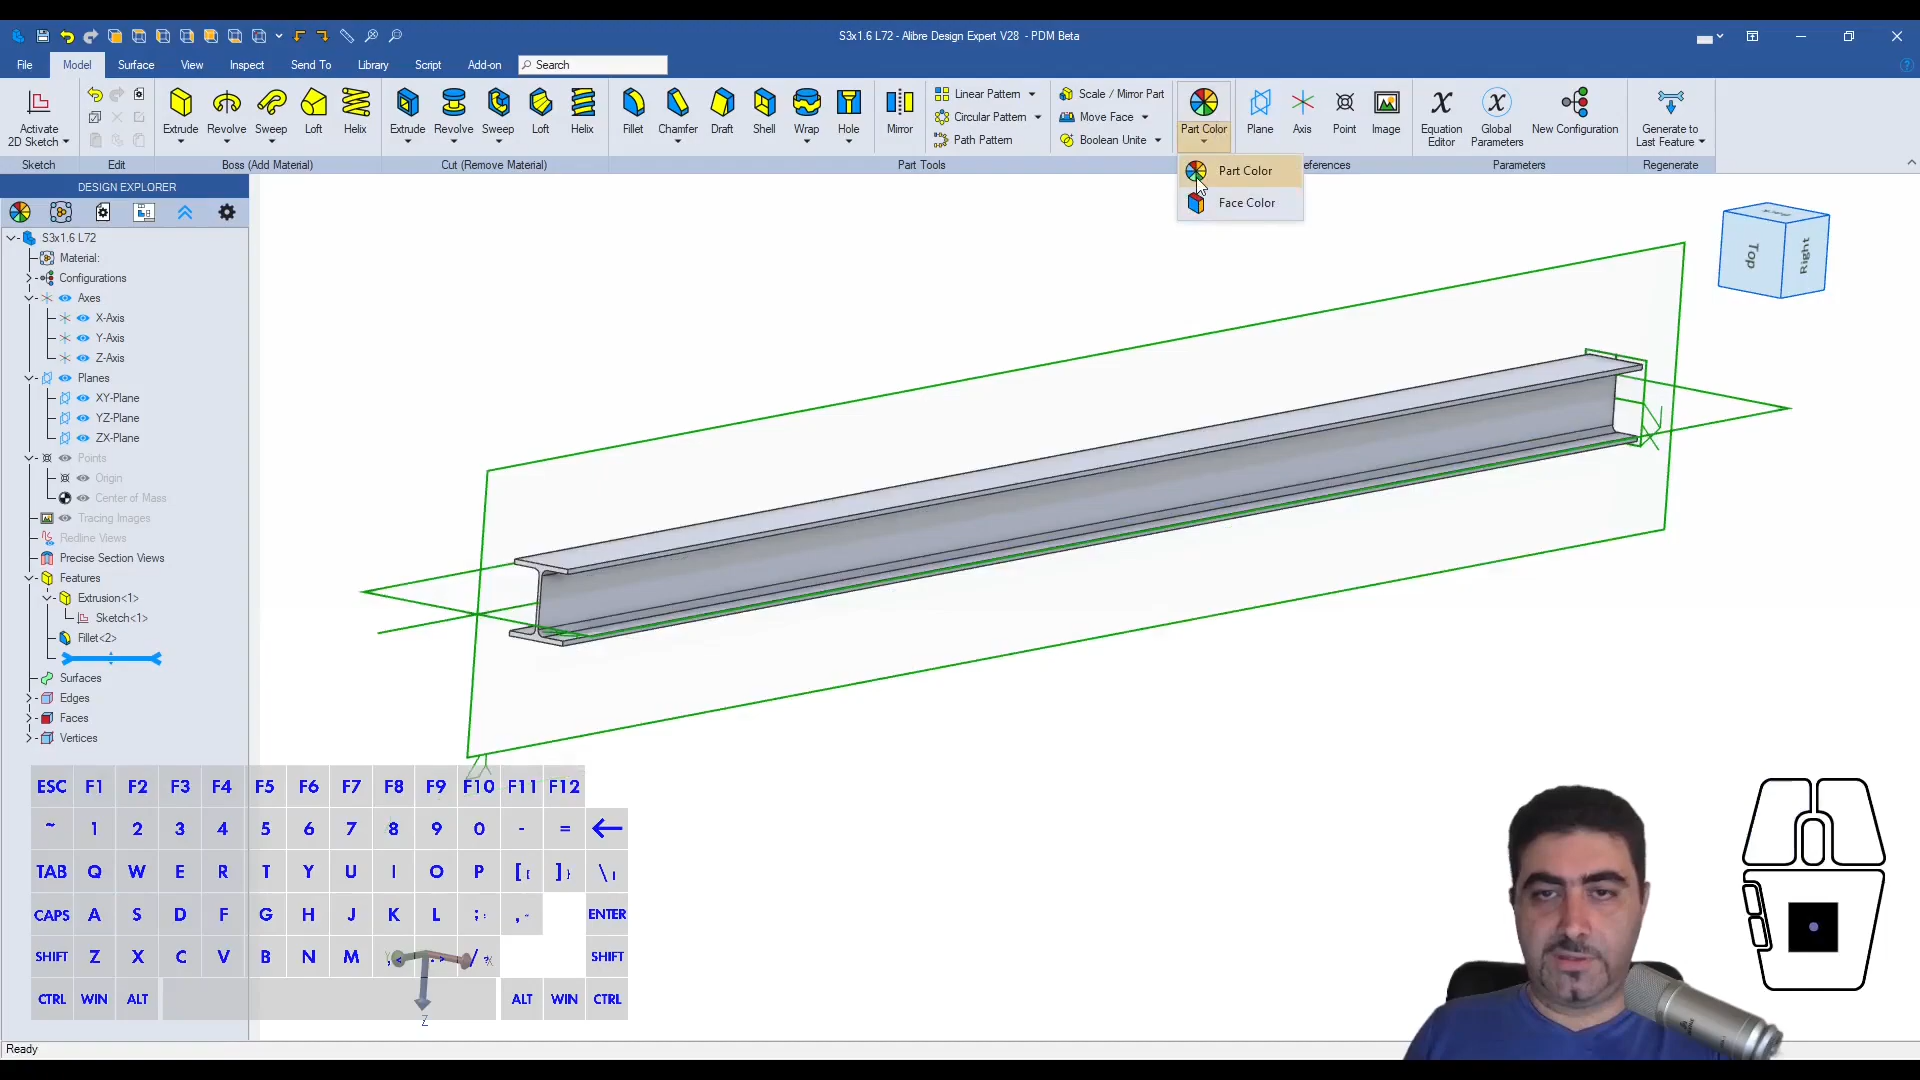 S3x1.6 L72 - Alibre Design Expert V28 - PDM Beta
File Model Surface View Inspect Send To Library Script Add-on Search
Activate
2D Sketch
Extrude Revolve Sweep Loft Helix
Extrude Revolve Sweep Loft Helix
Fillet Chamfer Draft Shell Wrap Hole
Mirror
Linear Pattern
Circular Pattern
Path Pattern
Scale / Mirror Part
Move Face
Boolean Unite
Part Color
Plane Axis Point Image
Equation
Editor
Global
Parameters
New Configuration
Generate to
Last Feature
Sketch Edit Boss (Add Material) Cut (Remove Material) Part Tools eferences Parameters Regenerate
Part Color
Face Color
DESIGN EXPLORER
S3x1.6 L72
Material:
Configurations
Axes
X-Axis
Y-Axis
Z-Axis
Planes
XY-Plane
YZ-Plane
ZX-Plane
Points
Origin
Center of Mass
Tracing Images
Redline Views
Precise Section Views
Features
Extrusion<1>
Sketch<1>
Fillet<2>
Surfaces
Edges
Faces
Vertices
Top
Right
ESC F1 F2 F3 F4 F5 F6 F7 F8 F9 F10 F11 F12
~ 1 2 3 4 5 6 7 8 9 0 - =
TAB Q W E R T Y U I O P [{ ]} \|
CAPS A S D F G H J K L ;: ENTER
SHIFT Z X C V B N M ,< .> /? SHIFT
CTRL WIN ALT ALT WIN CTRL
Z
Ready